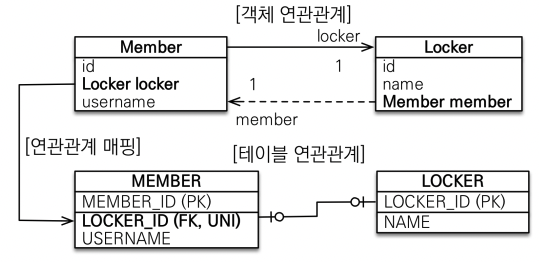 [객체 연관관계]
Member
id
Locker locker
username
locker
1
1
member
Locker
id
name
Member member
[연관관계 매핑]
[테이블 연관관계]
MEMBER
MEMBER_ID (PK)
LOCKER_ID (FK, UNI)
USERNAME
LOCKER
LOCKER_ID (PK)
NAME